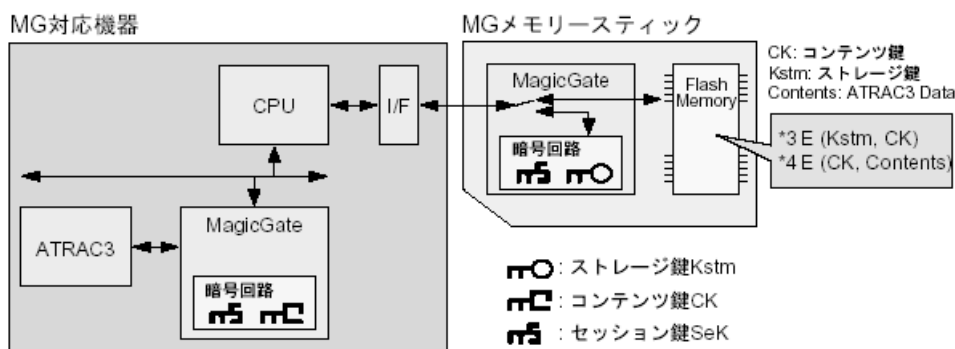 MG対応機器
MGメモリースティック
CPU
I/F
ATRAC3
MagicGate
暗号回路
MagicGate
暗号回路
Flash
Memory
CK: コンテンツ鍵
Kstm: ストレージ鍵
Contents: ATRAC3 Data
*3 E (Kstm, CK)
*4 E (CK, Contents)
: ストレージ鍵Kstm
: コンテンツ鍵CK
: セッション鍵SeK